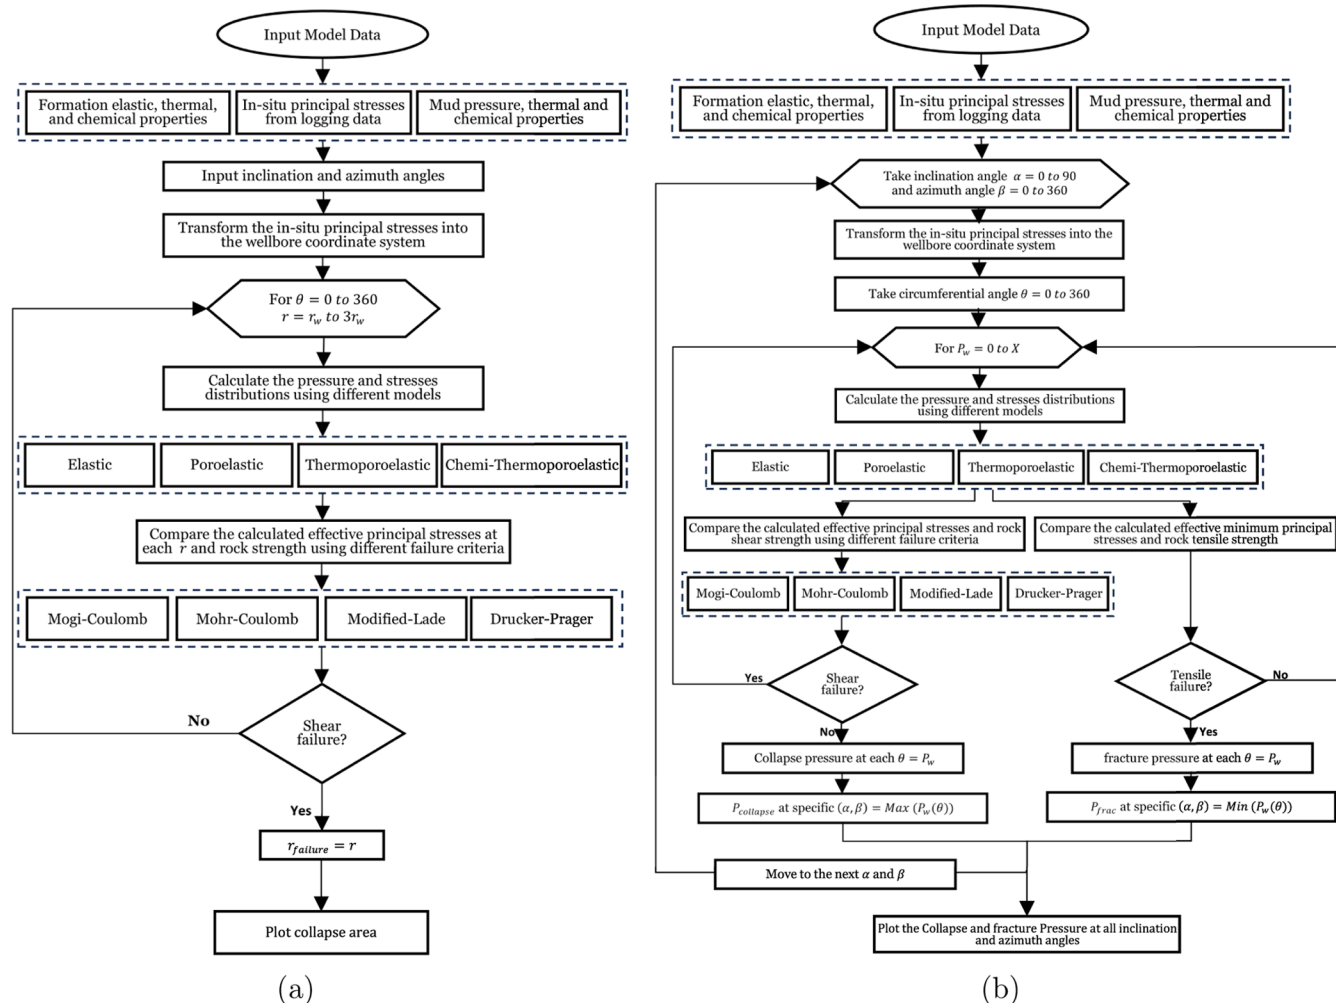 Input Model Data
Formation elastic, thermal,
and chemical properties
In-situ principal stresses
from logging data
Mud pressure, thermal and
chemical properties
Input inclination and azimuth angles
Transform the in-situ principal stresses into
the wellbore coordinate system
For θ = 0 to 360
r = r_w to 3r_w
Calculate the pressure and stresses
distributions using different models
Elastic
Poroelastic
Thermoporoelastic
Chemi-Thermoporoelastic
Compare the calculated effective principal stresses at
each r and rock strength using different failure criteria
Mogi-Coulomb
Mohr-Coulomb
Modified-Lade
Drucker-Prager
Shear
failure?
No
Yes
r_failure = r
Plot collapse area
(a)
Input Model Data
Formation elastic, thermal,
and chemical properties
In-situ principal stresses
from logging data
Mud pressure, thermal and
chemical properties
Take inclination angle α = 0 to 90
and azimuth angle β = 0 to 360
Transform the in-situ principal stresses into the
wellbore coordinate system
Take circumferential angle θ = 0 to 360
For P_w = 0 to X
Calculate the pressure and stresses distributions
using different models
Elastic
Poroelastic
Thermoporoelastic
Chemi-Thermoporoelastic
Compare the calculated effective principal stresses and rock
shear strength using different failure criteria
Compare the calculated effective minimum principal
stresses and rock tensile strength
Mogi-Coulomb
Mohr-Coulomb
Modified-Lade
Drucker-Prager
Yes
Shear
failure?
No
Tensile
failure?
No
Yes
Collapse pressure at each θ = P_w
fracture pressure at each θ = P_w
P_collapse at specific (α, β) = Max (P_w(θ))
P_frac at specific (α, β) = Min (P_w(θ))
Move to the next α and β
Plot the Collapse and fracture Pressure at all inclination
and azimuth angles
(b)